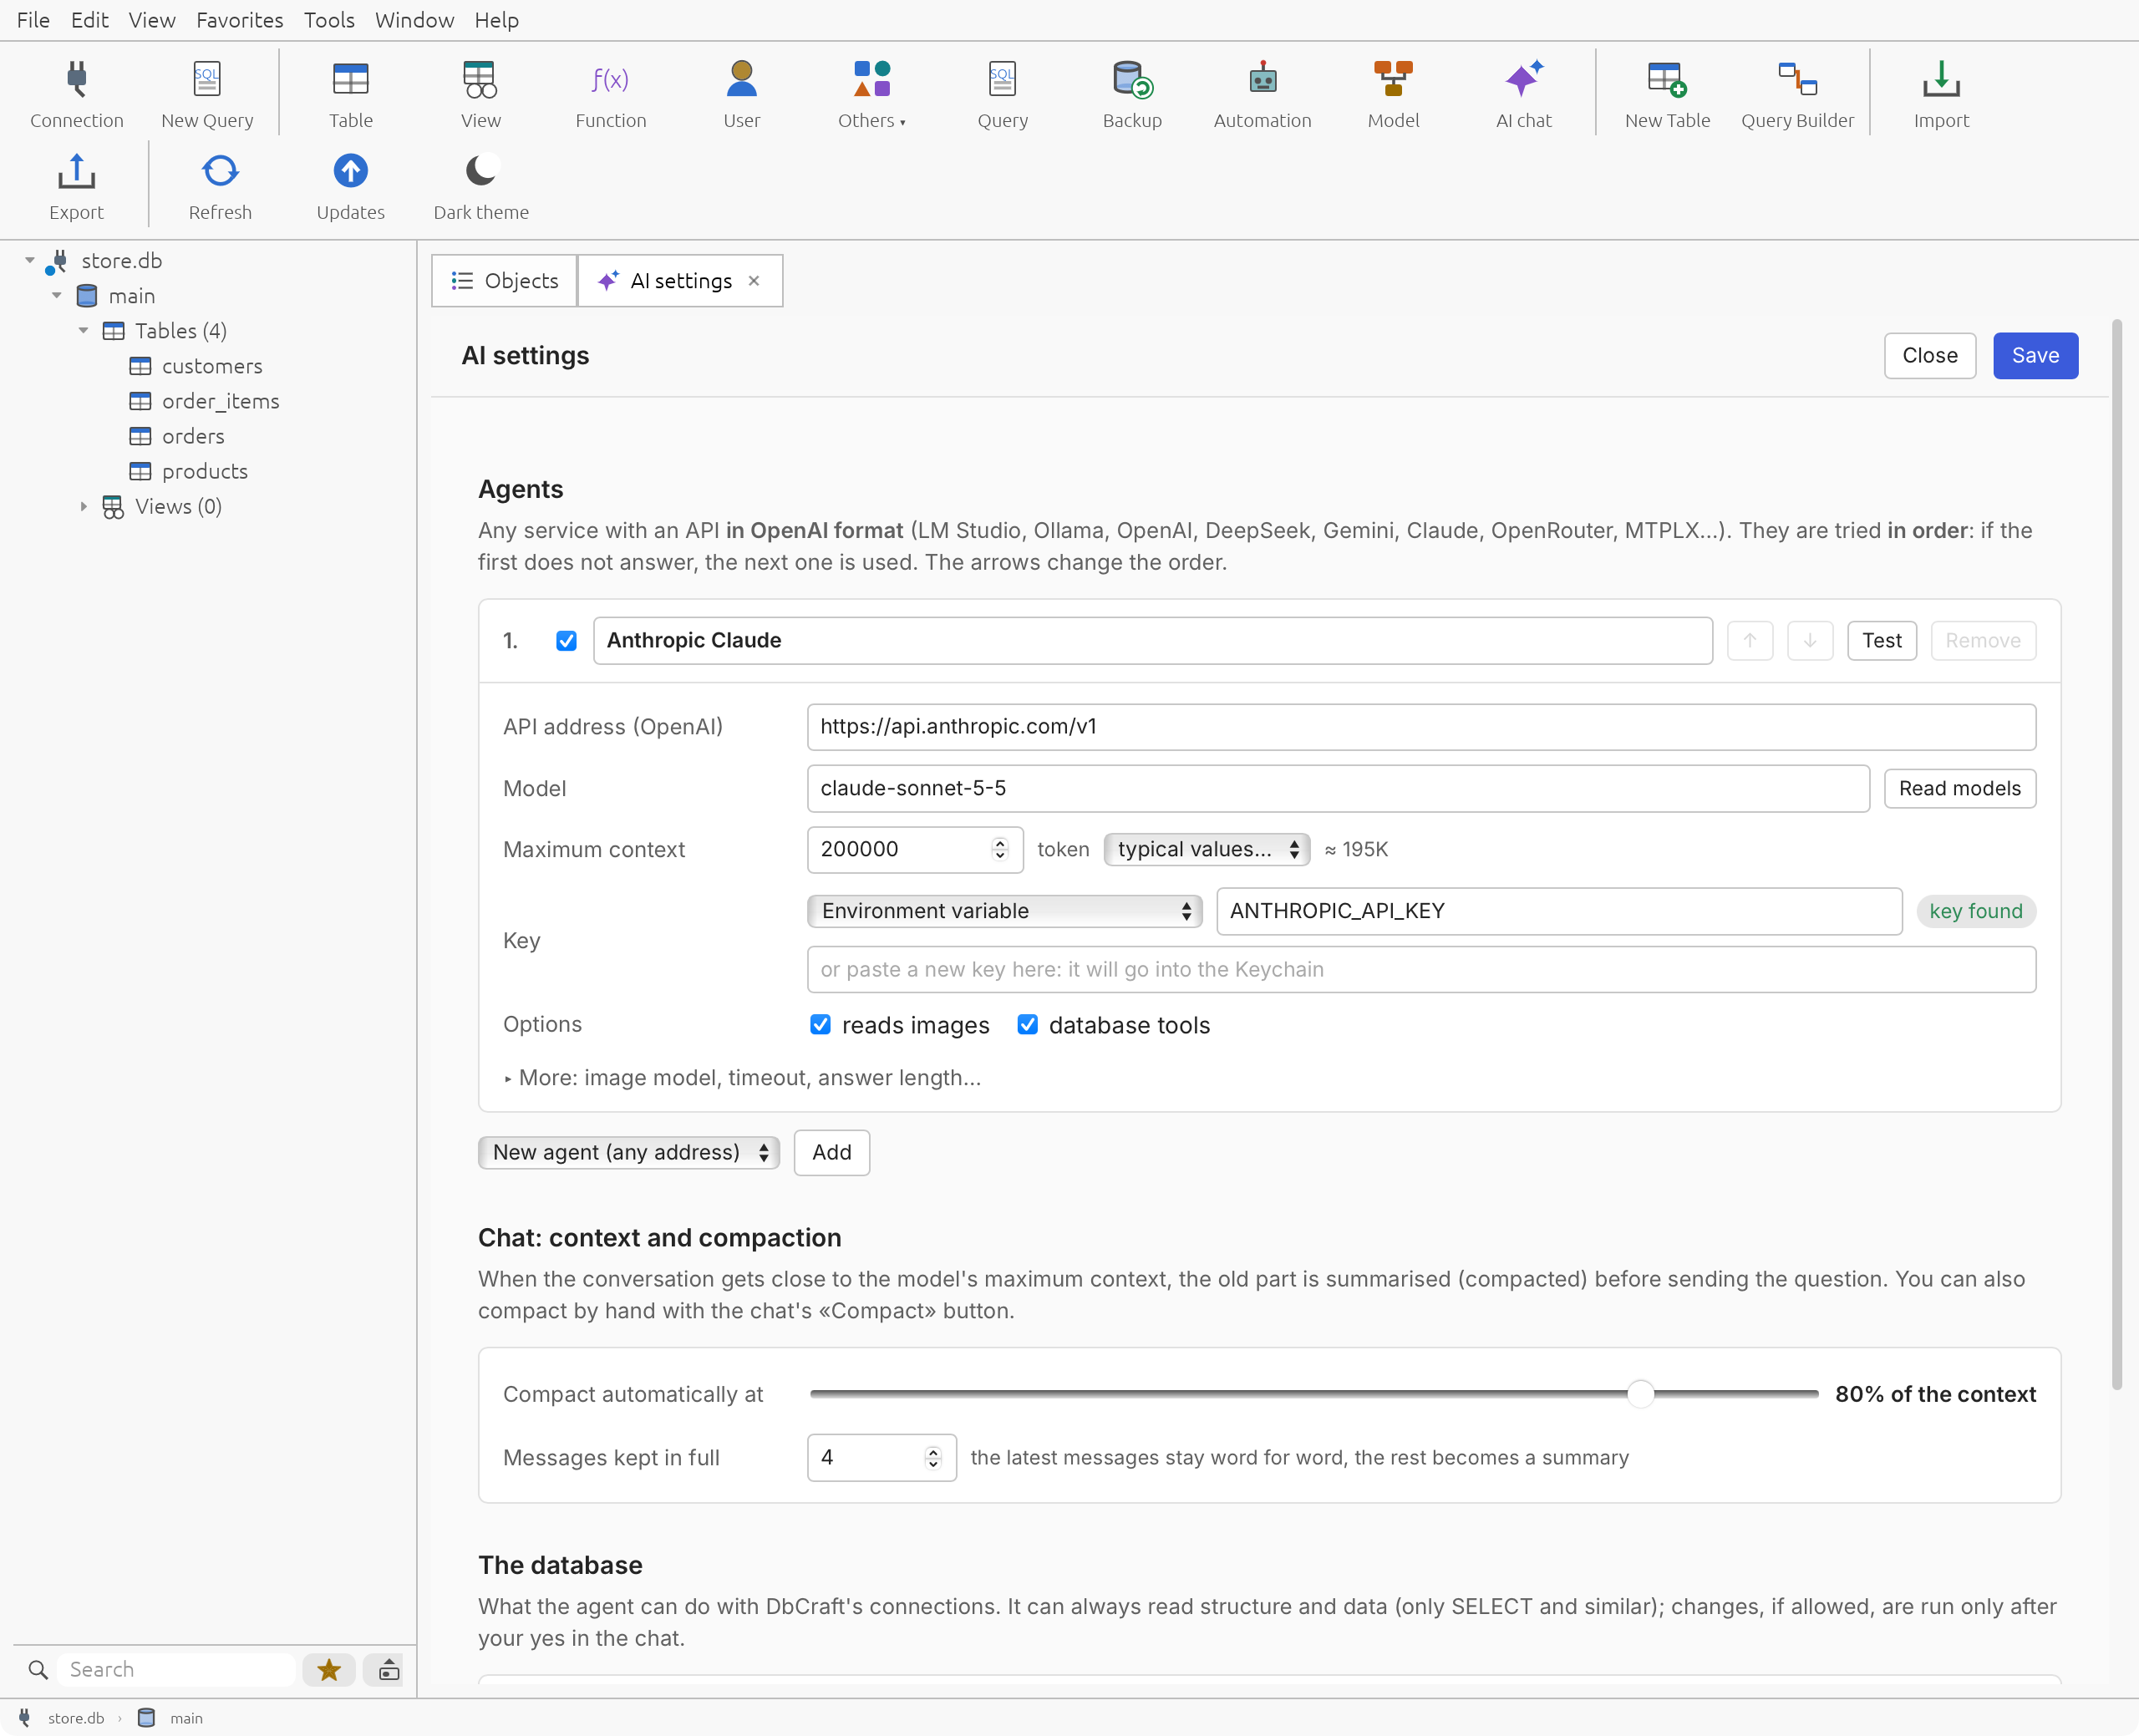 File Edit View Favorites Tools Window Help
Connection New Query Table View Function User Others ▾ Query Backup Automation Model AI chat New Table Query Builder Import
SQL SQL
ƒ(x)
Export Refresh Updates Dark theme
store.db
main
Tables (4)
customers
order_items
orders
products
Views (0)
Objects AI settings ×
AI settings Close Save
Agents
Any service with an API in OpenAI format (LM Studio, Ollama, OpenAI, DeepSeek, Gemini, Claude, OpenRouter, MTPLX...). They are tried in order: if the
first does not answer, the next one is used. The arrows change the order.
1. Anthropic Claude ↑ ↓ Test Remove
API address (OpenAI) https://api.anthropic.com/v1
Model claude-sonnet-5-5 Read models
Maximum context 200000 token typical values... ≈ 195K
Key Environment variable ANTHROPIC_API_KEY key found
or paste a new key here: it will go into the Keychain
Options reads images database tools
▸ More: image model, timeout, answer length...
New agent (any address) Add
Chat: context and compaction
When the conversation gets close to the model's maximum context, the old part is summarised (compacted) before sending the question. You can also
compact by hand with the chat's «Compact» button.
Compact automatically at 80% of the context
Messages kept in full 4 the latest messages stay word for word, the rest becomes a summary
The database
What the agent can do with DbCraft's connections. It can always read structure and data (only SELECT and similar); changes, if allowed, are run only after
your yes in the chat.
Search
store.db › main